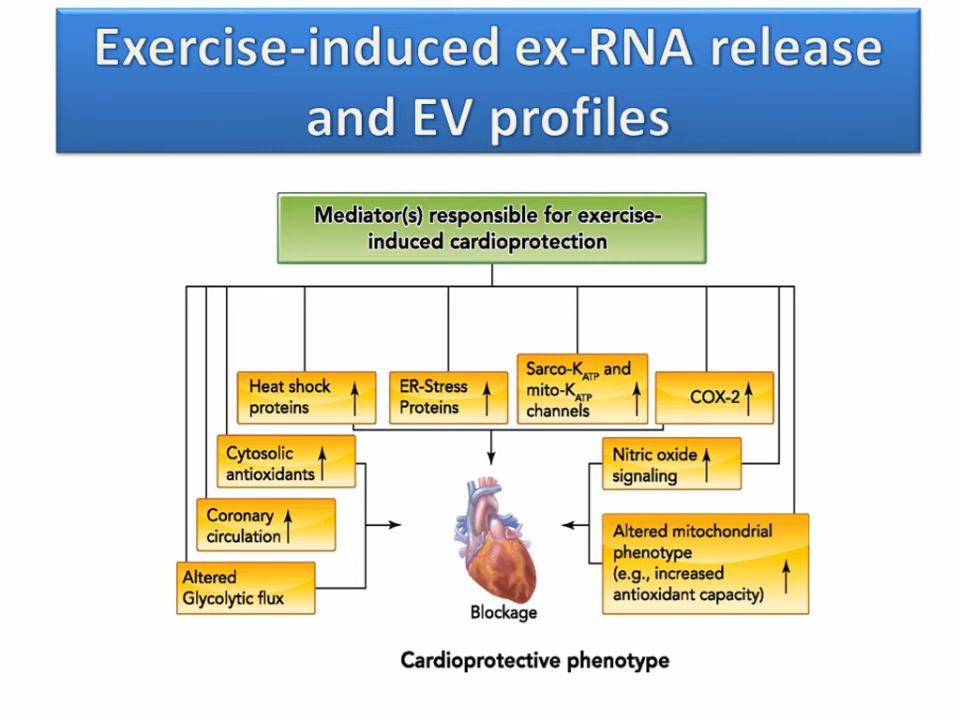 Exercise-induced ex-RNA release
and EV profiles
Mediator(s) responsible for exercise-
induced cardioprotection
Heat shock
proteins
ER-Stress
Proteins
Sarco-KATP and
mito-KATP
channels
COX-2
Cytosolic
antioxidants
Nitric oxide
signaling
Coronary
circulation
Altered mitochondrial
phenotype
(e.g., increased
antioxidant capacity)
Altered
Glycolytic flux
Blockage
Cardioprotective phenotype